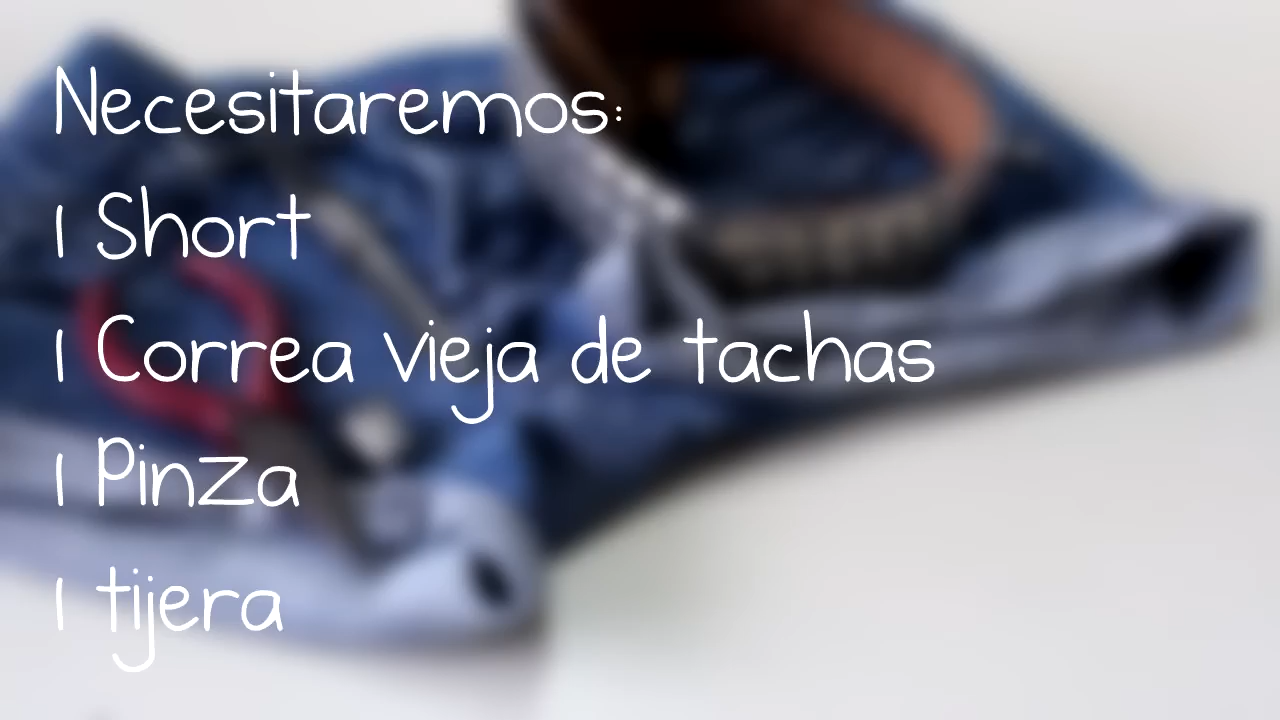 Necesitaremos:
1 Short
1 Correa vieja de tachas
1 Pinza
1 tijera